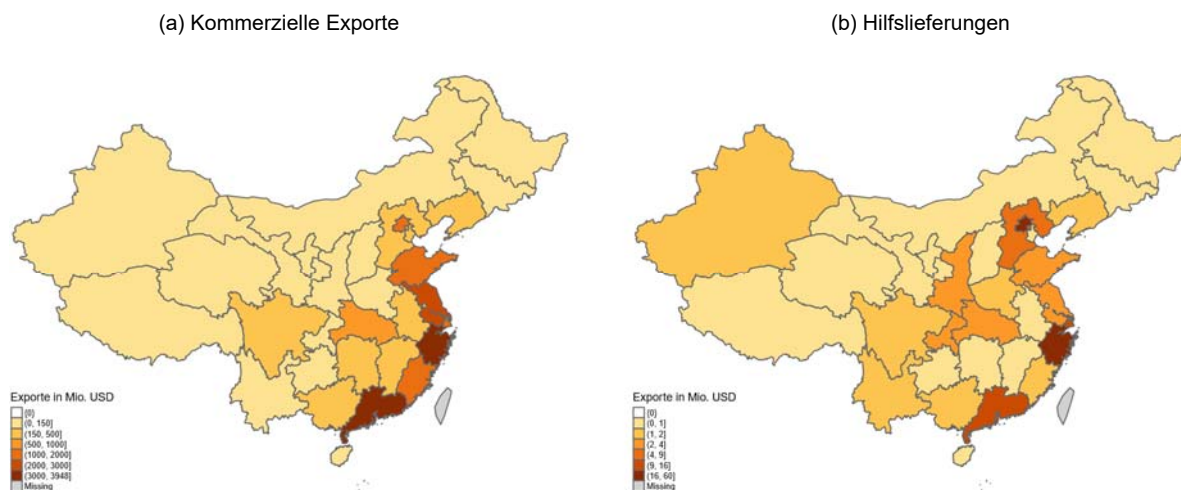 (a) Kommerzielle Exporte
(b) Hilfslieferungen
Exporte in Mio. USD
[0]
(0, 150]
(150, 500]
(500, 1000]
(1000, 2000]
(2000, 3000]
(3000, 3948]
Missing
Exporte in Mio. USD
[0]
(0, 1]
(1, 2]
(2, 4]
(4, 9]
(9, 16]
(16, 60]
Missing